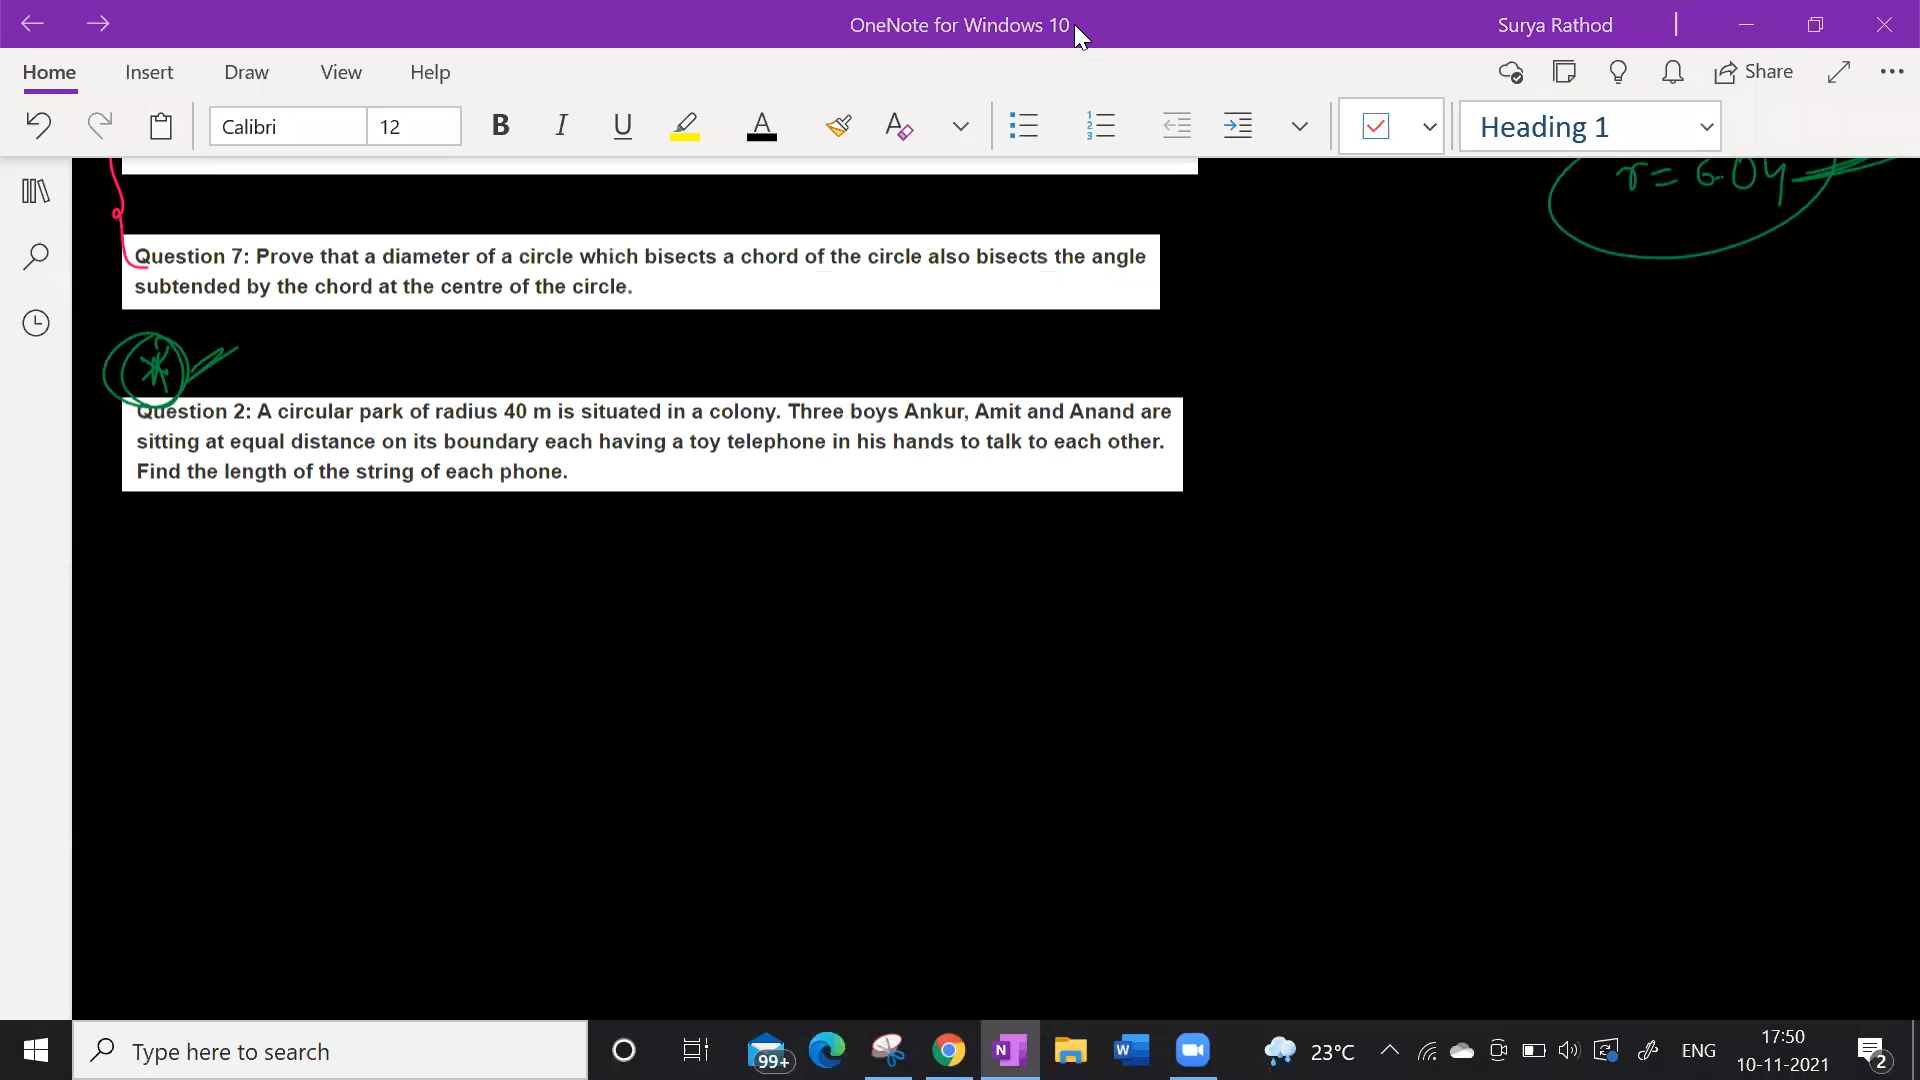 OneNote for Windows 10
Surya Rathod
Home Insert Draw View Help
Share
Calibri 12 B I U A A Heading 1
r = 6.04
Question 7: Prove that a diameter of a circle which bisects a chord of the circle also bisects the angle
subtended by the chord at the centre of the circle.
Question 2: A circular park of radius 40 m is situated in a colony. Three boys Ankur, Amit and Anand are
sitting at equal distance on its boundary each having a toy telephone in his hands to talk to each other.
Find the length of the string of each phone.
Type here to search
99+
N
W
23°C
ENG
17:50
10-11-2021
2